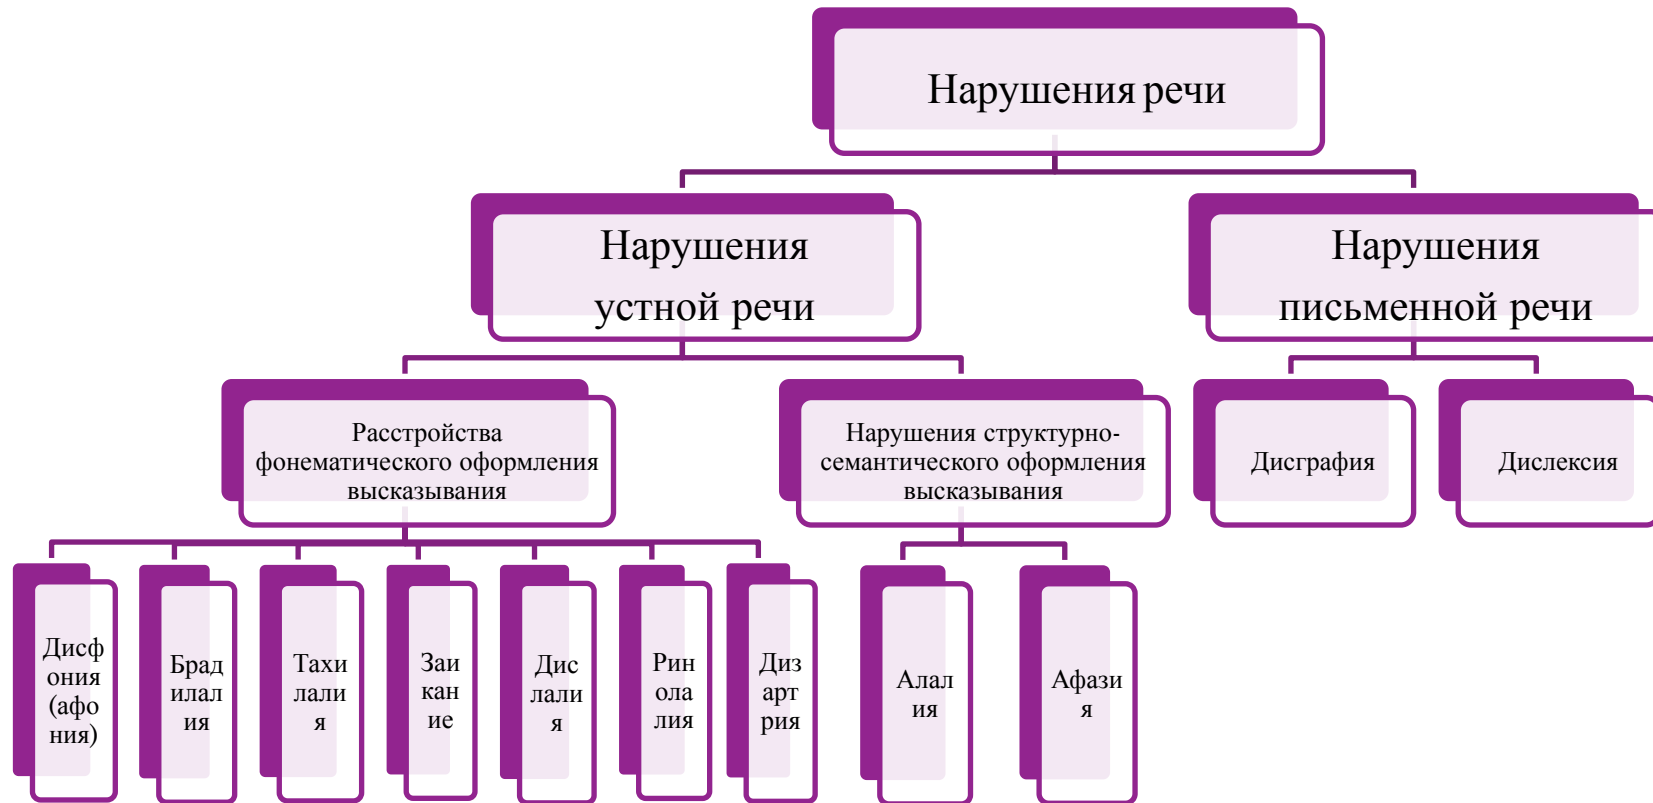 Нарушения речи
Нарушения
устной речи
Нарушения
письменной речи
Расстройства
фонематического оформления
высказывания
Нарушения структурно-
семантического оформления
высказывания
Дисграфия
Дислексия
Дисф
ония
(афо
ния)
Брад
илал
ия
Тахи
лали
я
Заи
кан
ие
Дис
лали
я
Рин
ола
лия
Диз
арт
рия
Алал
ия
Афази
я